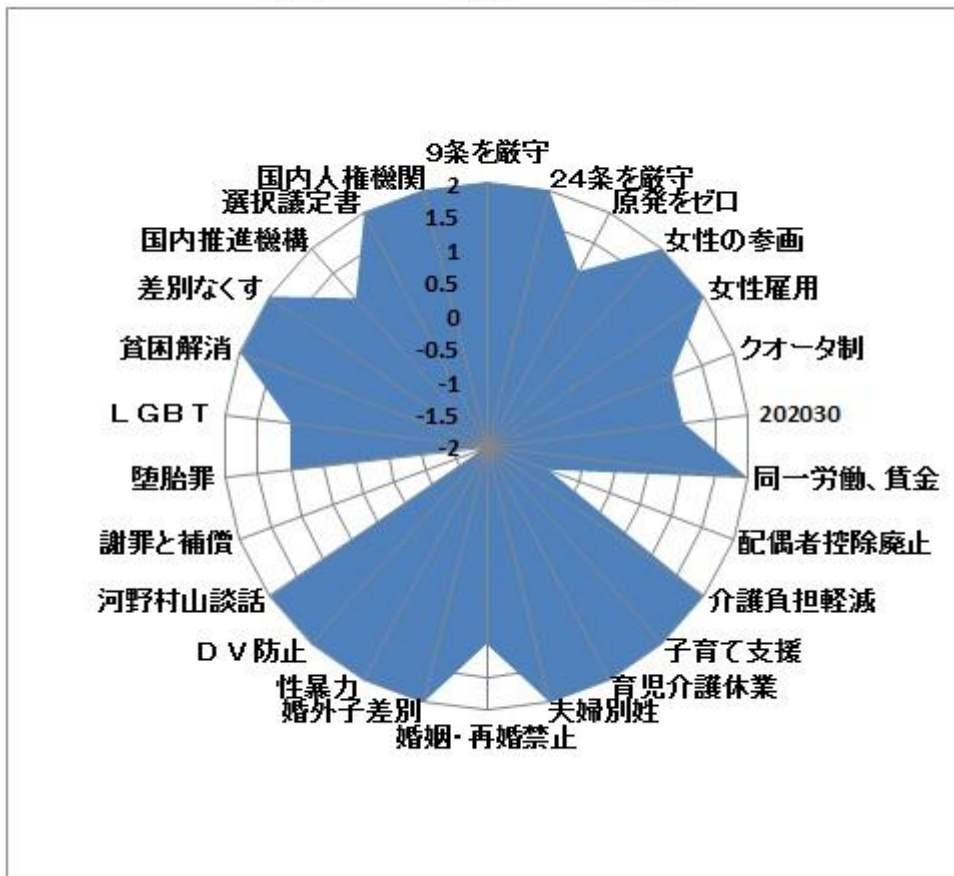 9条を厳守
24条を厳守
原発をゼロ
女性の参画
女性雇用
クオータ制
202030
同一労働、賃金
配偶者控除廃止
介護負担軽減
子育て支援
育児介護休業
夫婦別姓
婚姻・再婚禁止
婚外子差別
性暴力
ＤＶ防止
河野村山談話
謝罪と補償
堕胎罪
ＬＧＢＴ
貧困解消
差別なくす
国内推進機構
選択議定書
国内人権機関
2
1.5
1
0.5
0
-0.5
-1
-1.5
-2